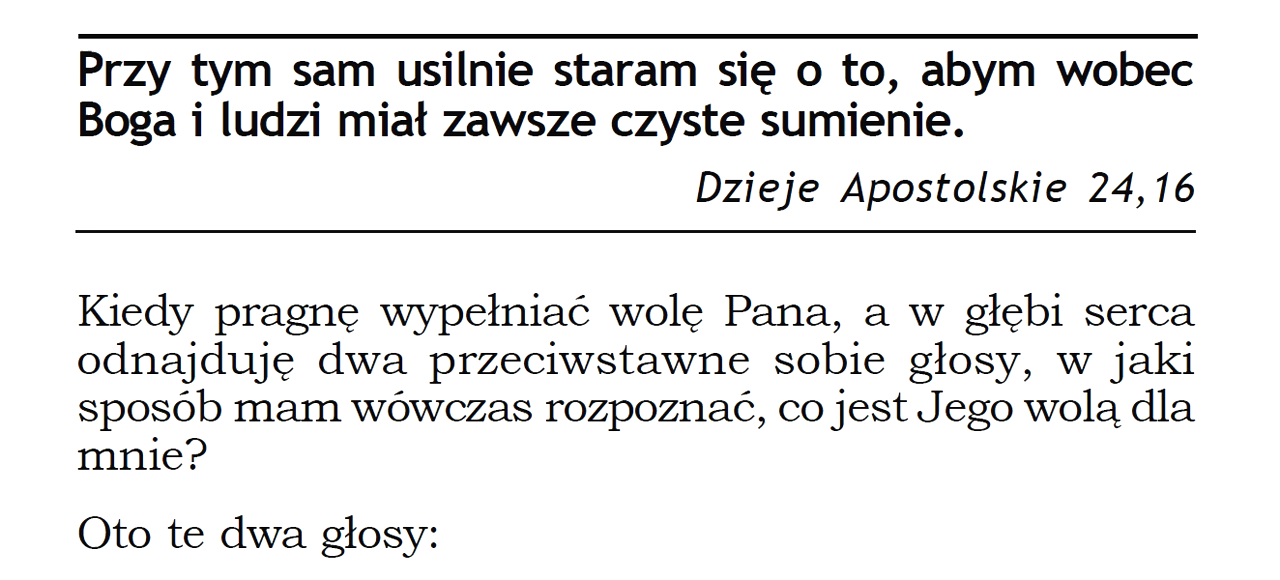 Przy tym sam usilnie staram się o to, abym wobec
Boga i ludzi miał zawsze czyste sumienie.
Dzieje Apostolskie 24,16
Kiedy pragnę wypełniać wolę Pana, a w głębi serca
odnajduję dwa przeciwstawne sobie głosy, w jaki
sposób mam wówczas rozpoznać, co jest Jego wolą dla
mnie?
Oto te dwa głosy: